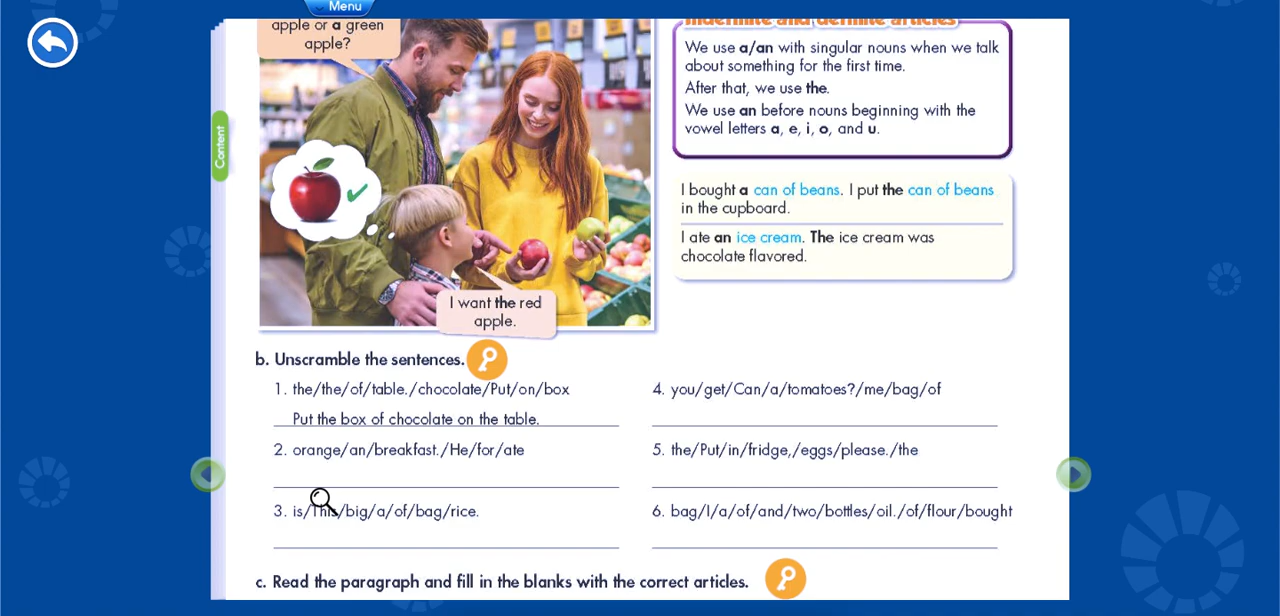 Menu
apple or a green
apple?
Indefinite and definite articles
We use a/an with singular nouns when we talk
about something for the first time.
After that, we use the.
We use an before nouns beginning with the
vowel letters a, e, i, o, and u.
Content
I bought a can of beans. I put the can of beans
in the cupboard.
I ate an ice cream. The ice cream was
chocolate flavored.
I want the red
apple.
b. Unscramble the sentences.
1. the/the/of/table./chocolate/Put/on/box
Put the box of chocolate on the table.
2. orange/an/breakfast./He/for/ate
3. is/This/big/a/of/bag/rice.
4. you/get/Can/a/tomatoes?/me/bag/of
5. the/Put/in/fridge,/eggs/please./the
6. bag/I/a/of/and/two/bottles/oil./of/flour/bought
c. Read the paragraph and fill in the blanks with the correct articles.